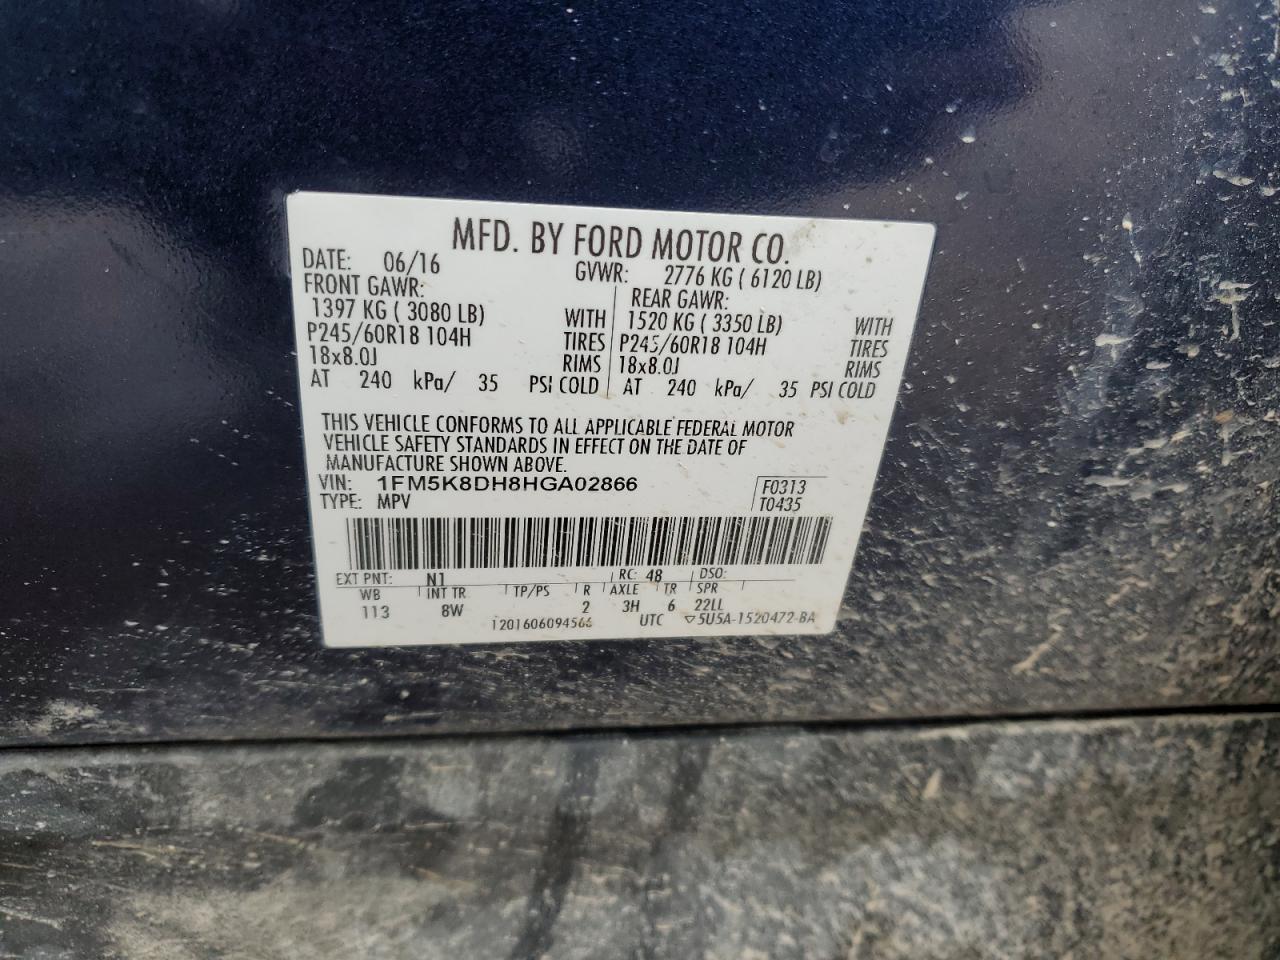 MFD. BY FORD MOTOR CO.
DATE: 06/16 GVWR: 2776 KG ( 6120 LB)
FRONT GAWR: REAR GAWR:
1397 KG ( 3080 LB) WITH 1520 KG ( 3350 LB) WITH
P245/60R18 104H TIRES P245/60R18 104H TIRES
18x8.0J RIMS 18x8.0J RIMS
AT 240 kPa/ 35 PSI COLD AT 240 kPa/ 35 PSI COLD
THIS VEHICLE CONFORMS TO ALL APPLICABLE FEDERAL MOTOR
VEHICLE SAFETY STANDARDS IN EFFECT ON THE DATE OF
MANUFACTURE SHOWN ABOVE.
VIN: 1FM5K8DH8HGA02866 F0313
TYPE: MPV T0435
EXT PNT: N1 RC: 48 DSO:
WB INT TR TP/PS R AXLE TR SPR
113 8W 2 3H 6 22LL
1201606094566 UTC ▽5U5A-1520472-BA